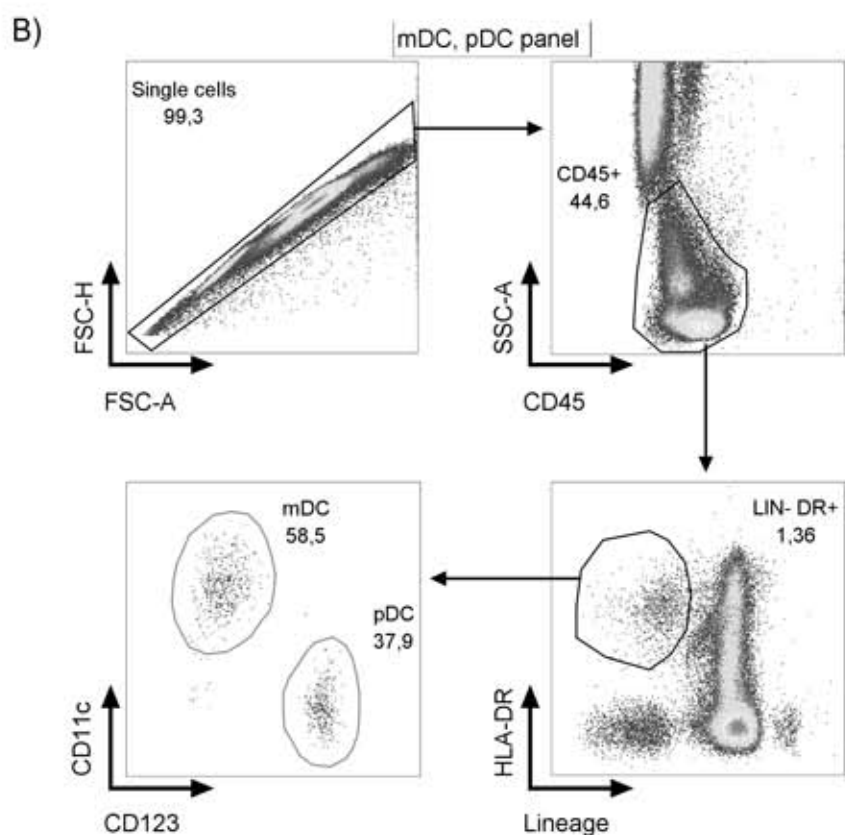 B)
mDC, pDC panel
Single cells
99,3
FSC-H
FSC-A
CD45+
44,6
SSC-A
CD45
mDC
58,5
pDC
37,9
CD11c
CD123
LIN- DR+
1,36
HLA-DR
Lineage